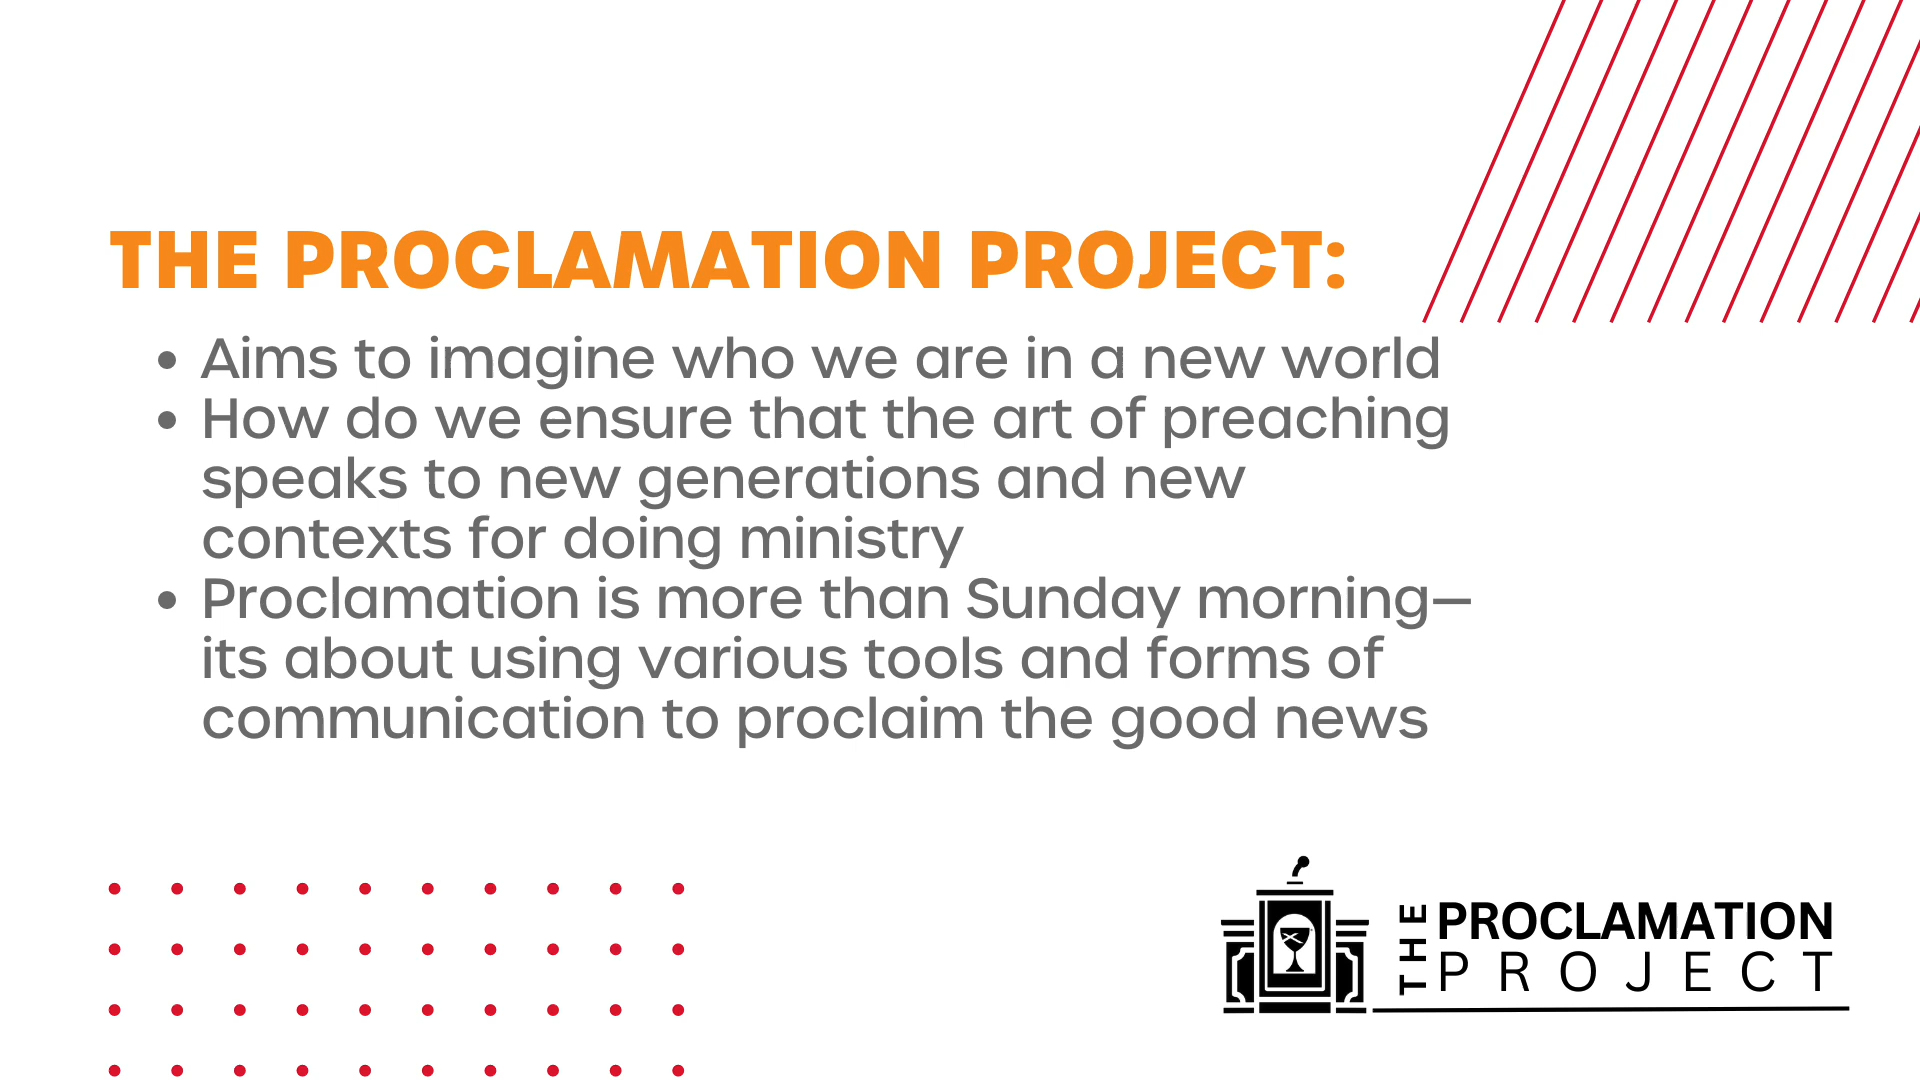 THE PROCLAMATION PROJECT:
• Aims to imagine who we are in a new world
• How do we ensure that the art of preaching
speaks to new generations and new
contexts for doing ministry
• Proclamation is more than Sunday morning—
its about using various tools and forms of
communication to proclaim the good news
THE
PROCLAMATION
PROJECT